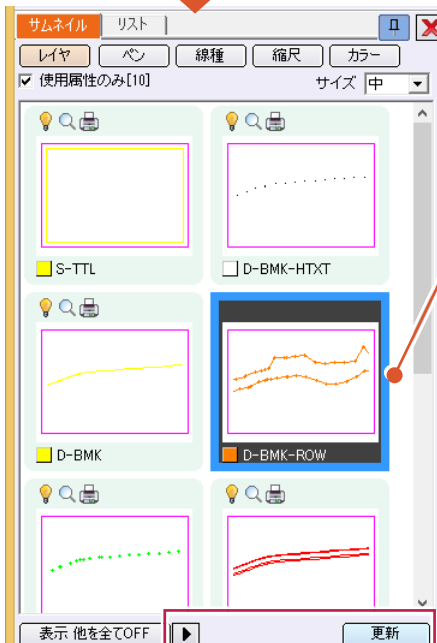 サムネイル リスト
レイヤ ペン 線種 縮尺 カラー
使用属性のみ[10] サイズ 中
S-TTL D-BMK-HTXT
D-BMK D-BMK-ROW
表示 他を全てOFF 更新